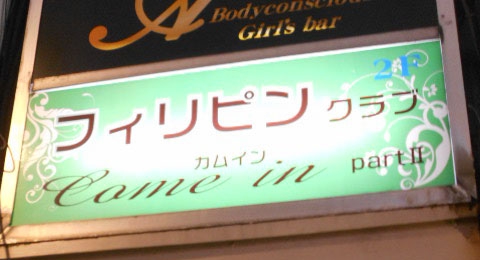 Bodyconscious
Girl's bar
2F
フィリピンクラブ
カムイン
Come in partⅡ